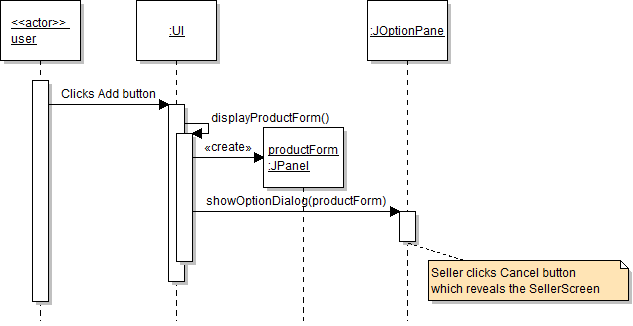 <<actor>>
user
:UI
:JOptionPane
Clicks Add button
displayProductForm()
«create»
productForm
:JPanel
showOptionDialog(productForm)
Seller clicks Cancel button
which reveals the SellerScreen